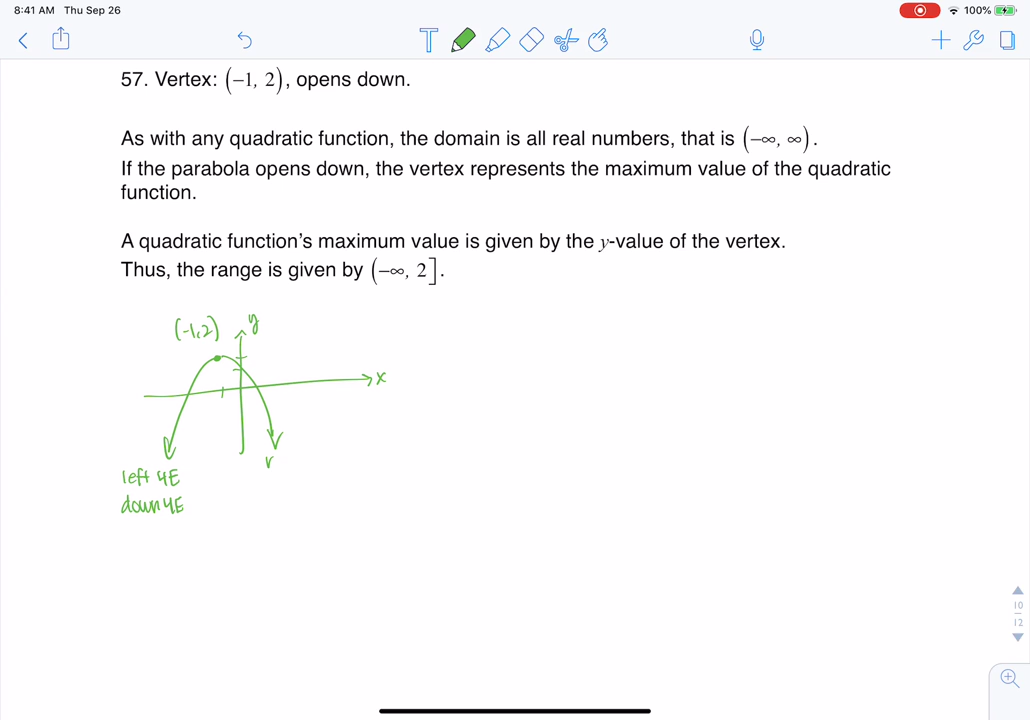 8:41 AM Thu Sep 26
100%
57. Vertex: (−1, 2), opens down.
As with any quadratic function, the domain is all real numbers, that is (−∞, ∞).
If the parabola opens down, the vertex represents the maximum value of the quadratic
function.
A quadratic function's maximum value is given by the y-value of the vertex.
Thus, the range is given by (−∞, 2].
(-1,2)
y
x
r
left 4E
down 4E
10
12